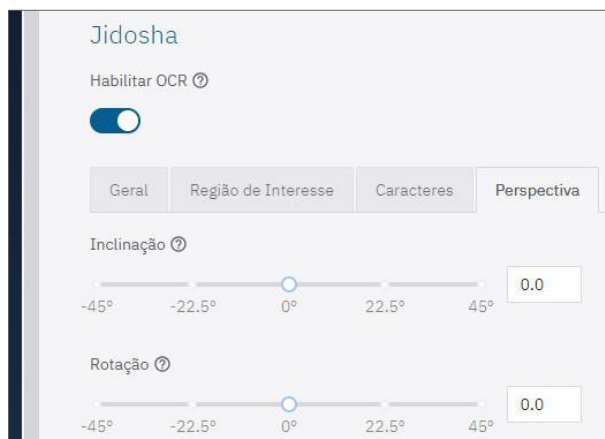 Jidosha
Habilitar OCR
Geral Região de Interesse Caracteres Perspectiva
Inclinação
0.0
-45° -22.5° 0° 22.5° 45°
Rotação
0.0
-45° -22.5° 0° 22.5° 45°